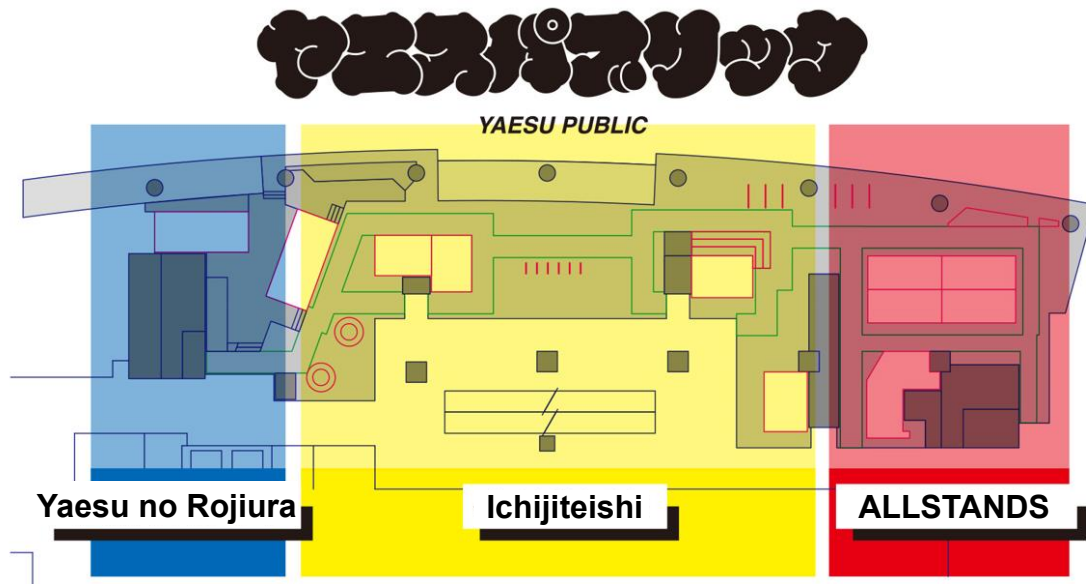 ヤエスパブリック
YAESU PUBLIC
Yaesu no Rojiura
Ichijiteishi
ALLSTANDS